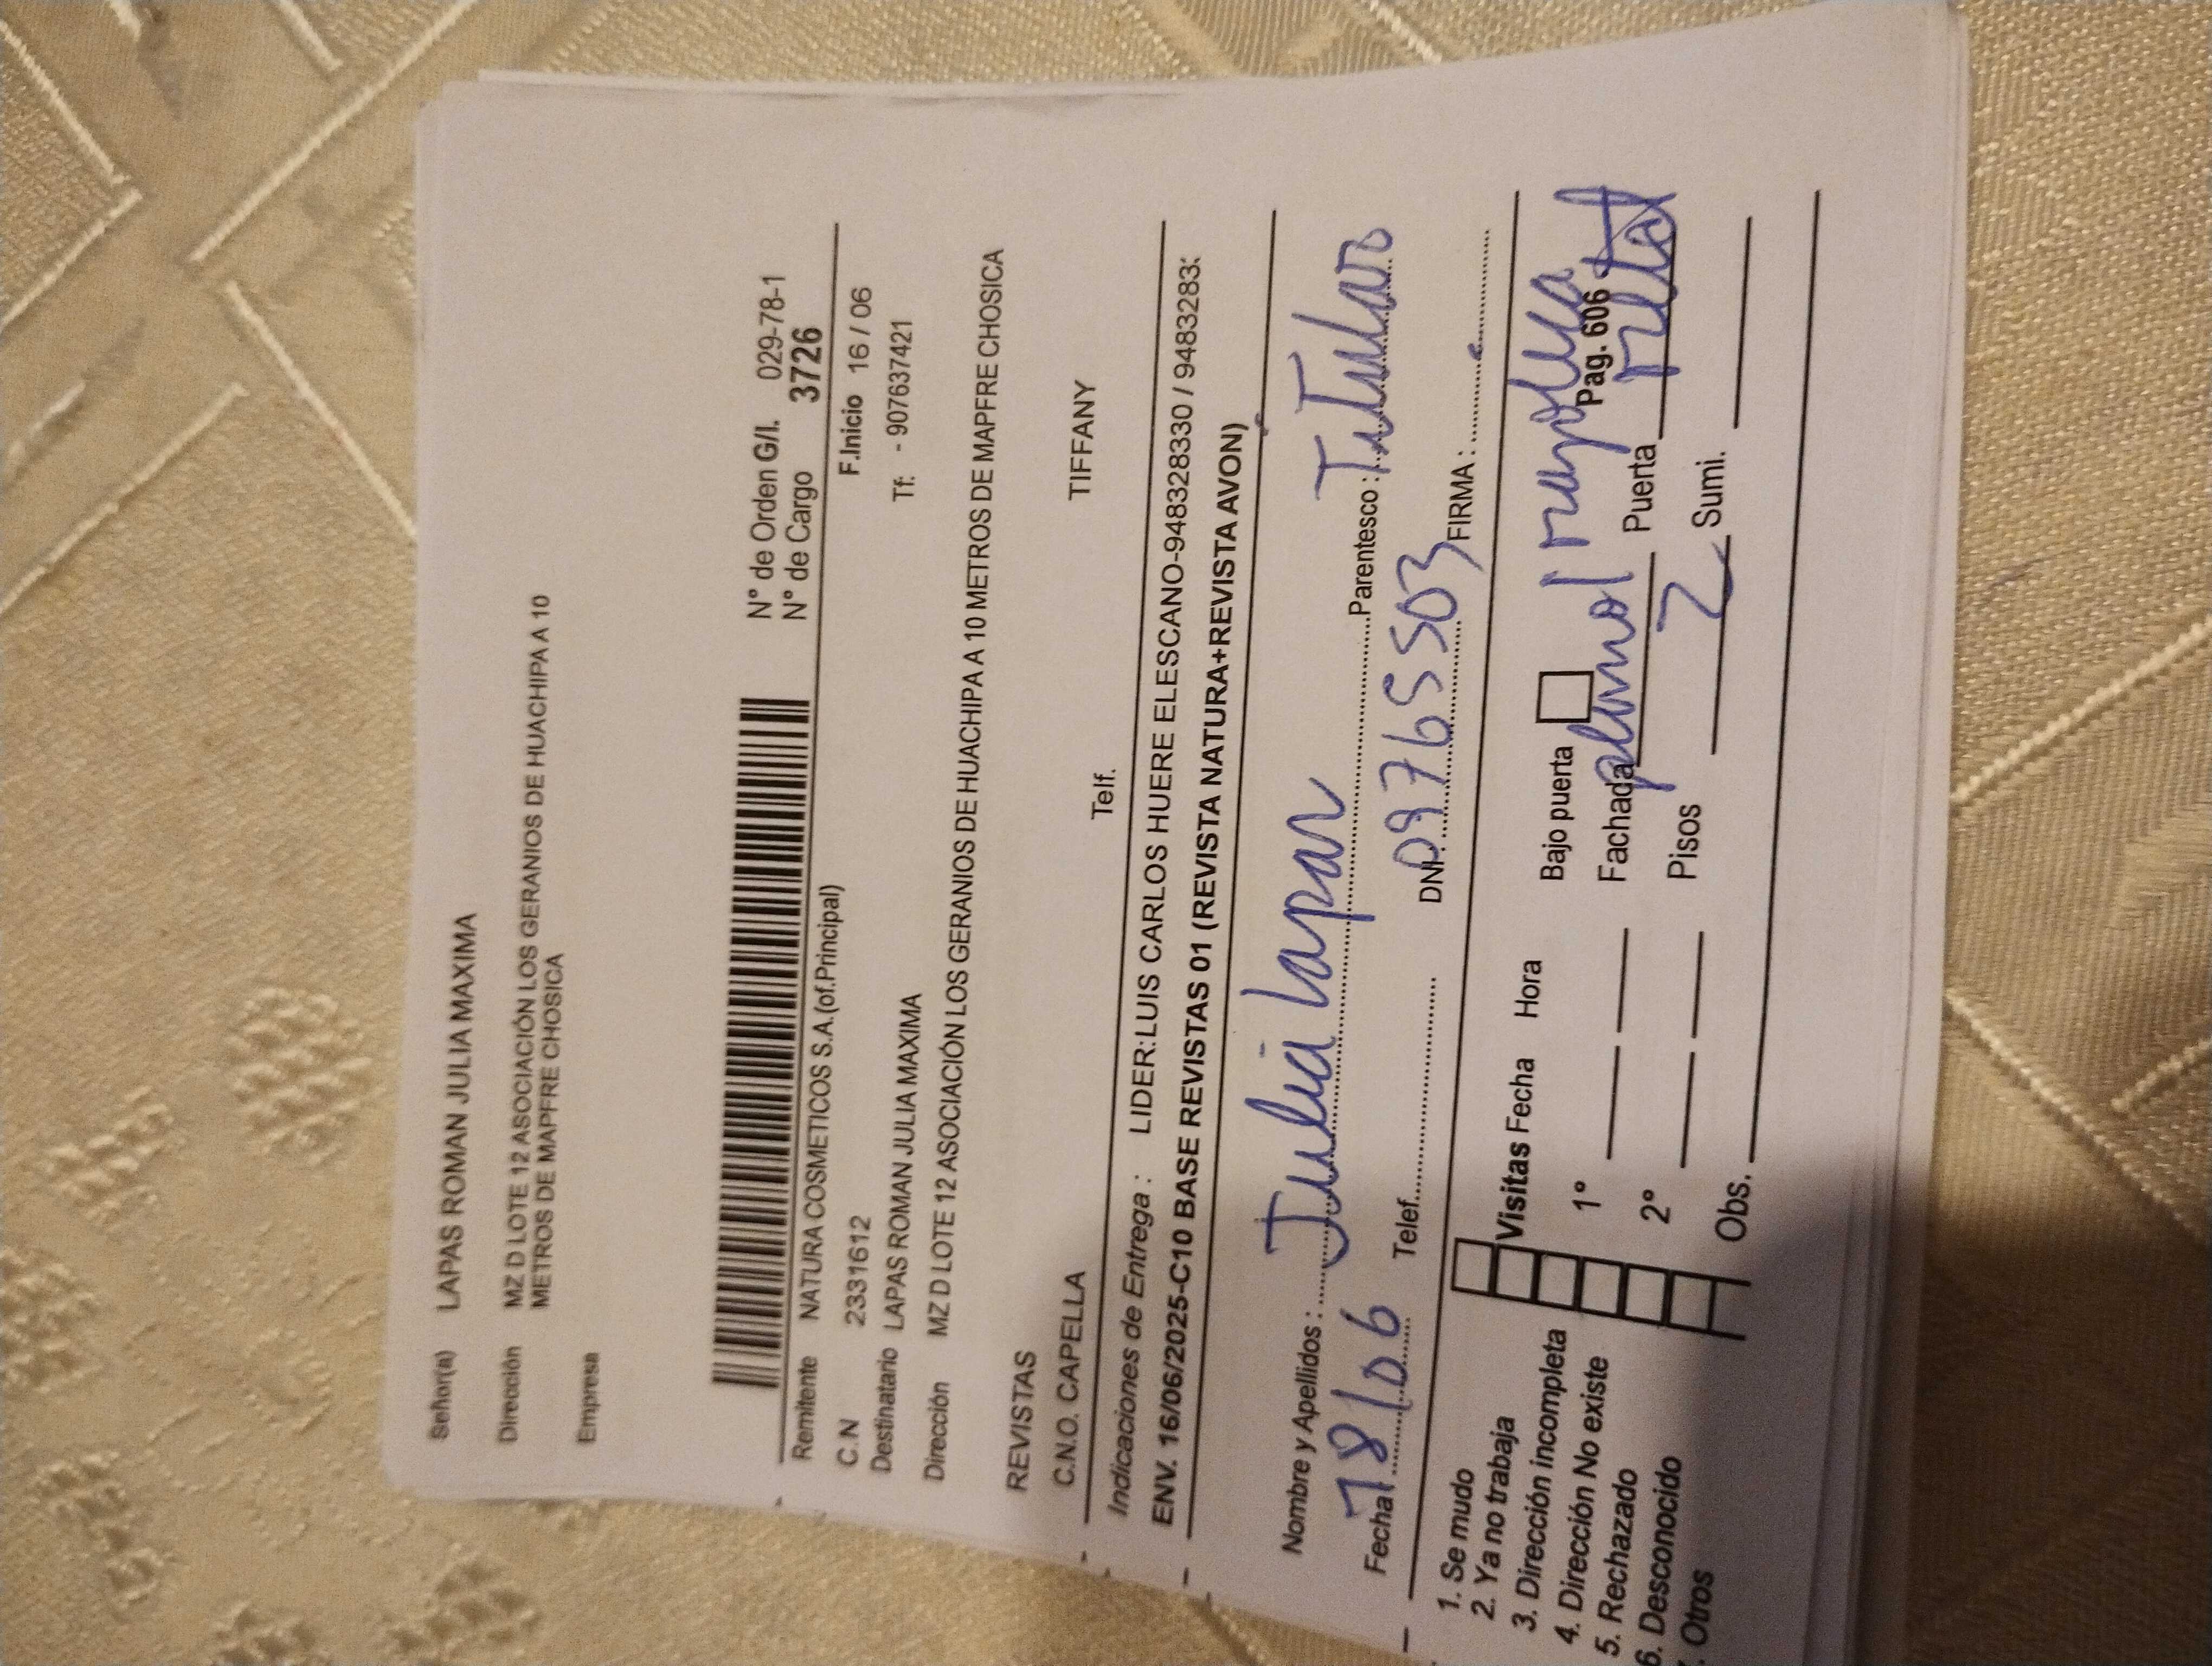 Señor(a) LAPAS ROMAN JULIA MAXIMA
Dirección MZ D LOTE 12 ASOCIACIÓN LOS GERANIOS DE HUACHIPA A 10
METROS DE MAPFRE CHOSICA
Empresa
N° de Orden G/I. 029-78-1
N° de Cargo 3726
Remitente NATURA COSMETICOS S.A.(of.Principal) F.Inicio 16 / 06
C.N 23331612 Tf: - 907637421
Destinatario LAPAS ROMAN JULIA MAXIMA
Dirección MZ D LOTE 12 ASOCIACIÓN LOS GERANIOS DE HUACHIPA A 10 METROS DE MAPFRE CHOSICA
REVISTAS
C.N.O. CAPELLA Telf. TIFFANY
Indicaciones de Entrega : LIDER:LUIS CARLOS HUERE ELESCANO-948328330 / 9483283:
ENV. 16/06/2025-C10 BASE REVISTAS 01 (REVISTA NATURA+REVISTA AVON)
Nombre y Apellidos : Julia Lapas Parentesco : Titular
Fecha 18/06 Telef. DNI. 09765503 FIRMA :
1. Se mudo
2. Ya no trabaja Visitas Fecha Hora Bajo puerta
3. Dirección incompleta 1° Fachada Pag. 606
4. Dirección No existe Puerta
5. Rechazado 2° Pisos 2 Sumi.
6. Desconocido Obs.
. Otros